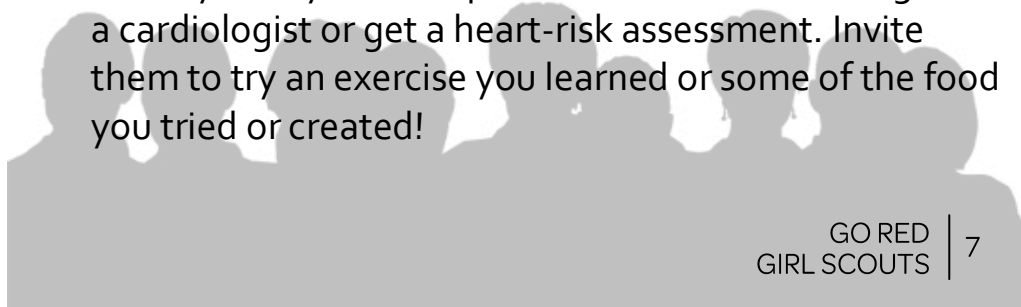 a cardiologist or get a heart-risk assessment. Invite
them to try an exercise you learned or some of the food
you tried or created!
GO RED
GIRL SCOUTS
7